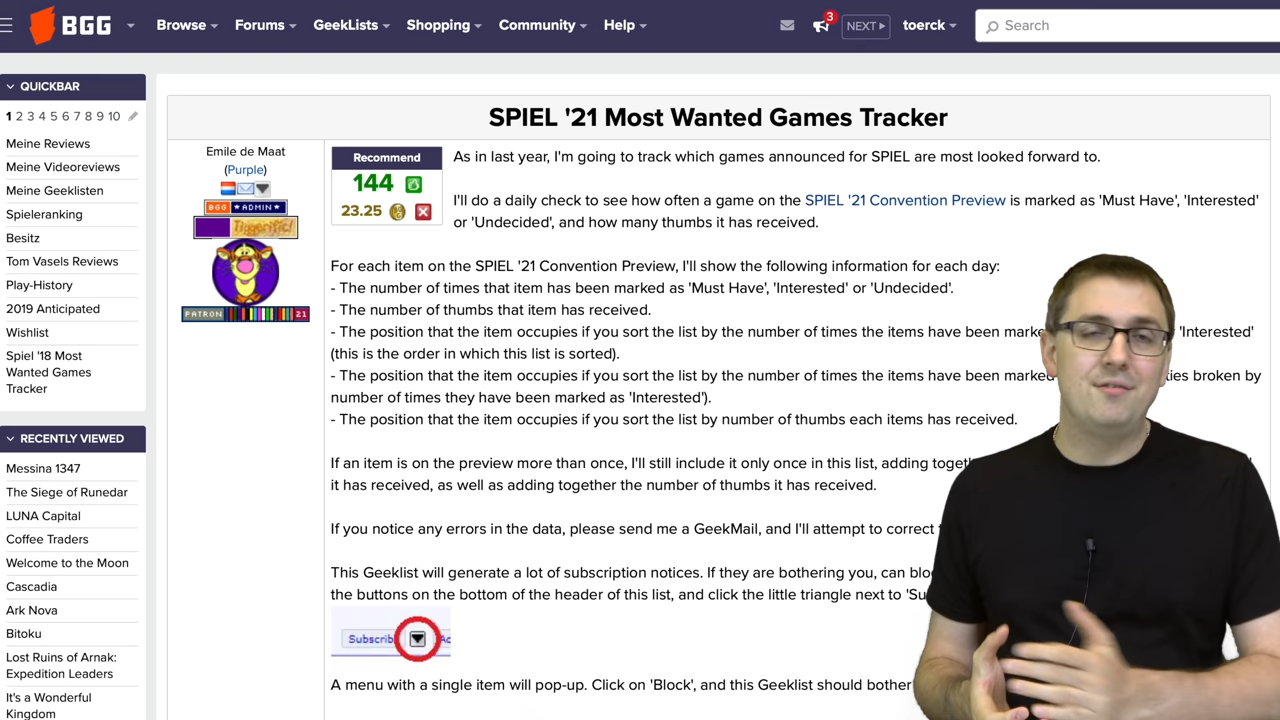 BGG
Browse
Forums
GeekLists
Shopping
Community
Help
3
NEXT
toerck
Search
QUICKBAR
1 2 3 4 5 6 7 8 9 10
Meine Reviews
Meine Videoreviews
Meine Geeklisten
Spieleranking
Besitz
Tom Vasels Reviews
Play-History
2019 Anticipated
Wishlist
Spiel '18 Most
Wanted Games
Tracker
RECENTLY VIEWED
Messina 1347
The Siege of Runedar
LUNA Capital
Coffee Traders
Welcome to the Moon
Cascadia
Ark Nova
Bitoku
Lost Ruins of Arnak:
Expedition Leaders
It's a Wonderful
Kingdom
SPIEL '21 Most Wanted Games Tracker
Emile de Maat
(Purple)
BGG ★ADMIN★
Tiggerific!
PATRON 21
Recommend
144
23.25
As in last year, I'm going to track which games announced for SPIEL are most looked forward to.
I'll do a daily check to see how often a game on the SPIEL '21 Convention Preview is marked as 'Must Have', 'Interested'
or 'Undecided', and how many thumbs it has received.
For each item on the SPIEL '21 Convention Preview, I'll show the following information for each day:
- The number of times that item has been marked as 'Must Have', 'Interested' or 'Undecided'.
- The number of thumbs that item has received.
- The position that the item occupies if you sort the list by the number of times the items have been marke 'Interested'
(this is the order in which this list is sorted).
- The position that the item occupies if you sort the list by the number of times the items have been marked ies broken by
number of times they have been marked as 'Interested').
- The position that the item occupies if you sort the list by number of thumbs each items has received.
If an item is on the preview more than once, I'll still include it only once in this list, adding toget
it has received, as well as adding together the number of thumbs it has received.
If you notice any errors in the data, please send me a GeekMail, and I'll attempt to correct
This Geeklist will generate a lot of subscription notices. If they are bothering you, can blo
the buttons on the bottom of the header of this list, and click the little triangle next to 'Su
Subscrib Ac
A menu with a single item will pop-up. Click on 'Block', and this Geeklist should bother